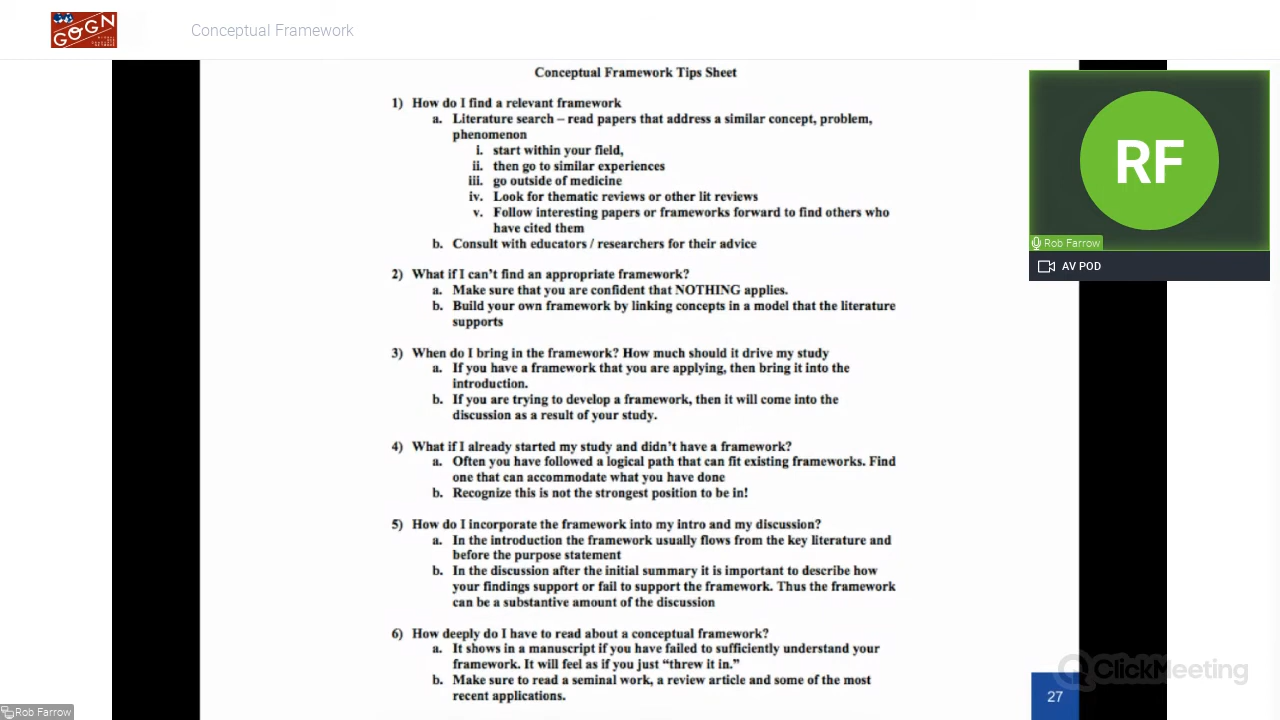 GOGN
Conceptual Framework
Conceptual Framework Tips Sheet
1) How do I find a relevant framework
a. Literature search – read papers that address a similar concept, problem,
phenomenon
i. start within your field,
ii. then go to similar experiences
iii. go outside of medicine
iv. Look for thematic reviews or other lit reviews
v. Follow interesting papers or frameworks forward to find others who
have cited them
b. Consult with educators / researchers for their advice
2) What if I can't find an appropriate framework?
a. Make sure that you are confident that NOTHING applies.
b. Build your own framework by linking concepts in a model that the literature
supports
3) When do I bring in the framework? How much should it drive my study
a. If you have a framework that you are applying, then bring it into the
introduction.
b. If you are trying to develop a framework, then it will come into the
discussion as a result of your study.
4) What if I already started my study and didn't have a framework?
a. Often you have followed a logical path that can fit existing frameworks. Find
one that can accommodate what you have done
b. Recognize this is not the strongest position to be in!
5) How do I incorporate the framework into my intro and my discussion?
a. In the introduction the framework usually flows from the key literature and
before the purpose statement
b. In the discussion after the initial summary it is important to describe how
your findings support or fail to support the framework. Thus the framework
can be a substantive amount of the discussion
6) How deeply do I have to read about a conceptual framework?
a. It shows in a manuscript if you have failed to sufficiently understand your
framework. It will feel as if you just "threw it in."
b. Make sure to read a seminal work, a review article and some of the most
recent applications.
RF
Rob Farrow
AV POD
ClickMeeting
27
Rob Farrow